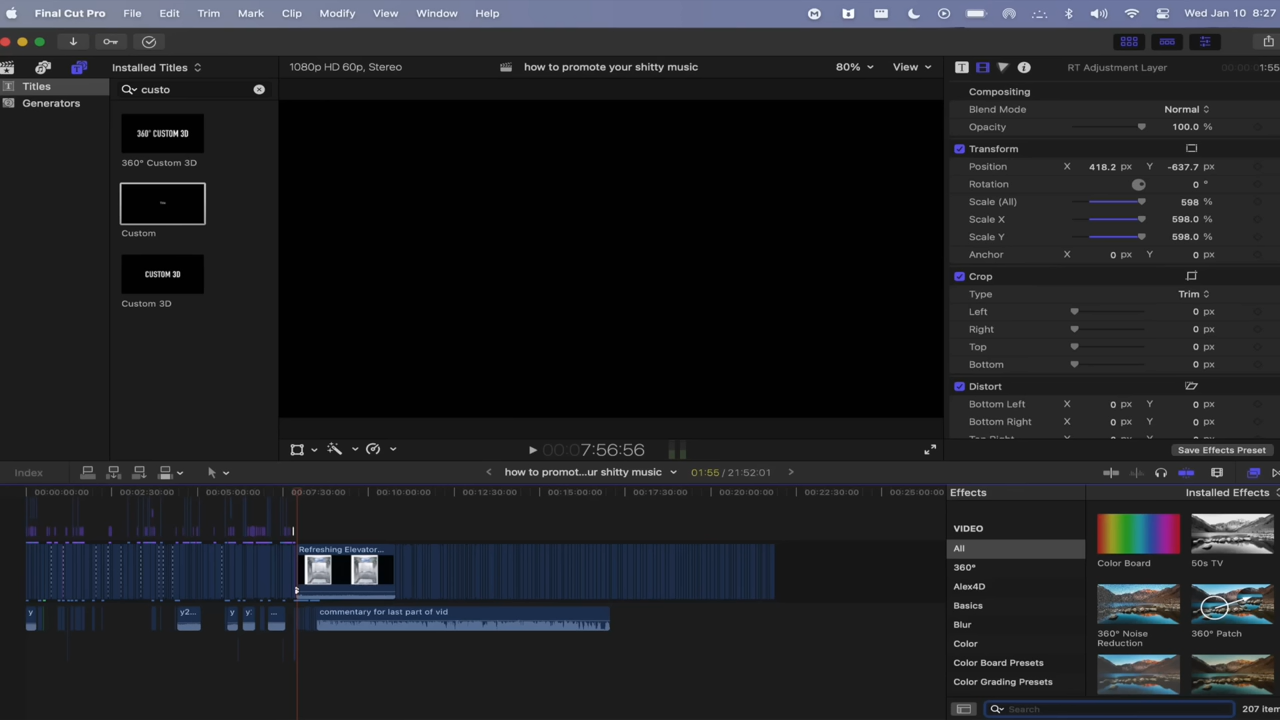 Final Cut Pro File Edit Trim Mark Clip Modify View Window Help Wed Jan 10 8:27
Installed Titles 1080p HD 60p, Stereo how to promote your shitty music 80% View RT Adjustment Layer 1:55
Titles
Generators
custo
360° CUSTOM 3D
360° Custom 3D
Custom
CUSTOM 3D
Custom 3D
Compositing
Blend Mode Normal
Opacity 100.0 %
Transform
Position X 418.2 px Y -637.7 px
Rotation 0 °
Scale (All) 598 %
Scale X 598.0 %
Scale Y 598.0 %
Anchor X 0 px Y 0 px
Crop
Type Trim
Left 0 px
Right 0 px
Top 0 px
Bottom 0 px
Distort
Bottom Left X 0 px Y 0 px
Bottom Right X 0 px Y 0 px
7:56:56
Save Effects Preset
Index how to promot...ur shitty music 01:55 / 21:52:01
00:00:00:00 00:02:30:00 00:05:00:00 00:07:30:00 00:10:00:00 00:12:30:00 00:15:00:00 00:17:30:00 00:20:00:00 00:22:30:00 00:25:00:00
Refreshing Elevator...
y y2... y y. ... commentary for last part of vid
Effects Installed Effects
VIDEO
All
360°
Alex4D
Basics
Blur
Color
Color Board Presets
Color Grading Presets
Color Board 50s TV
360° Noise Reduction 360° Patch
Search 207 item